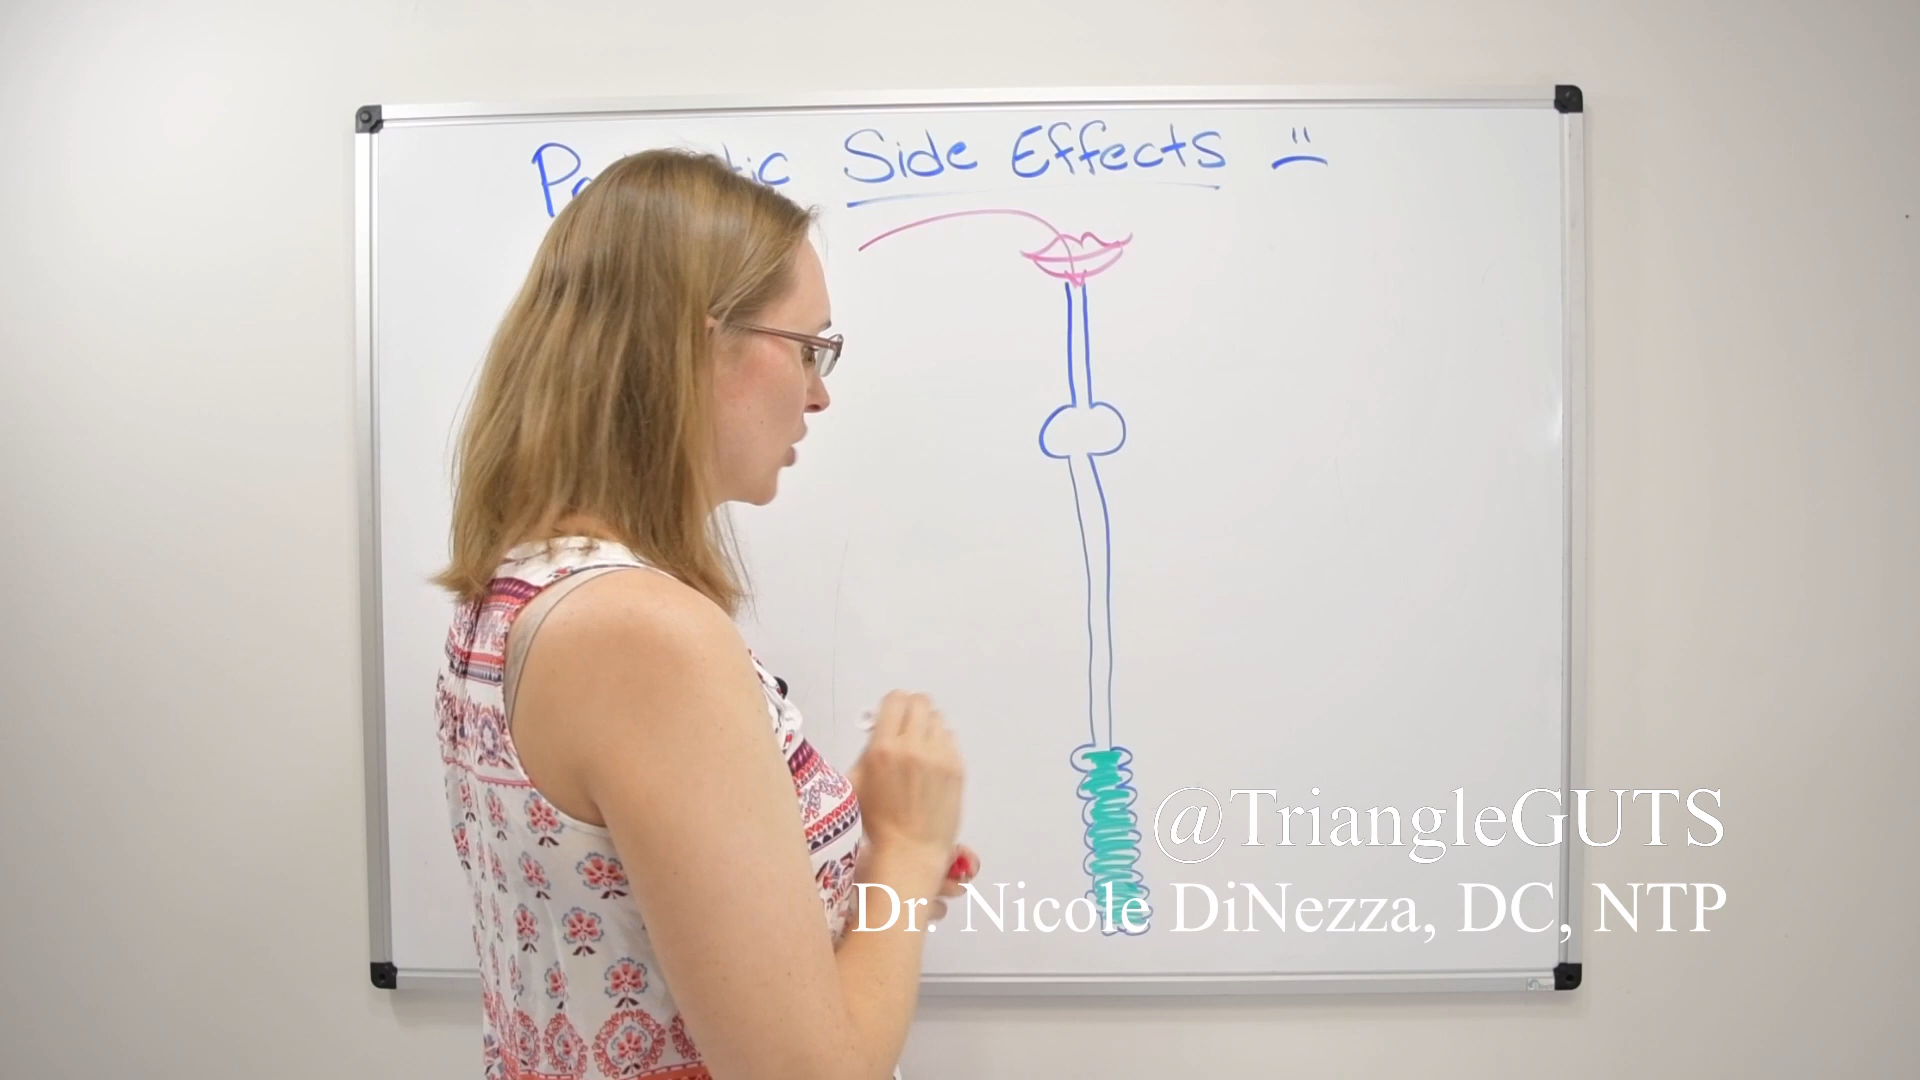 Side Effects
@TriangleGUTS
Dr. Nicole DiNezza, DC, NTP